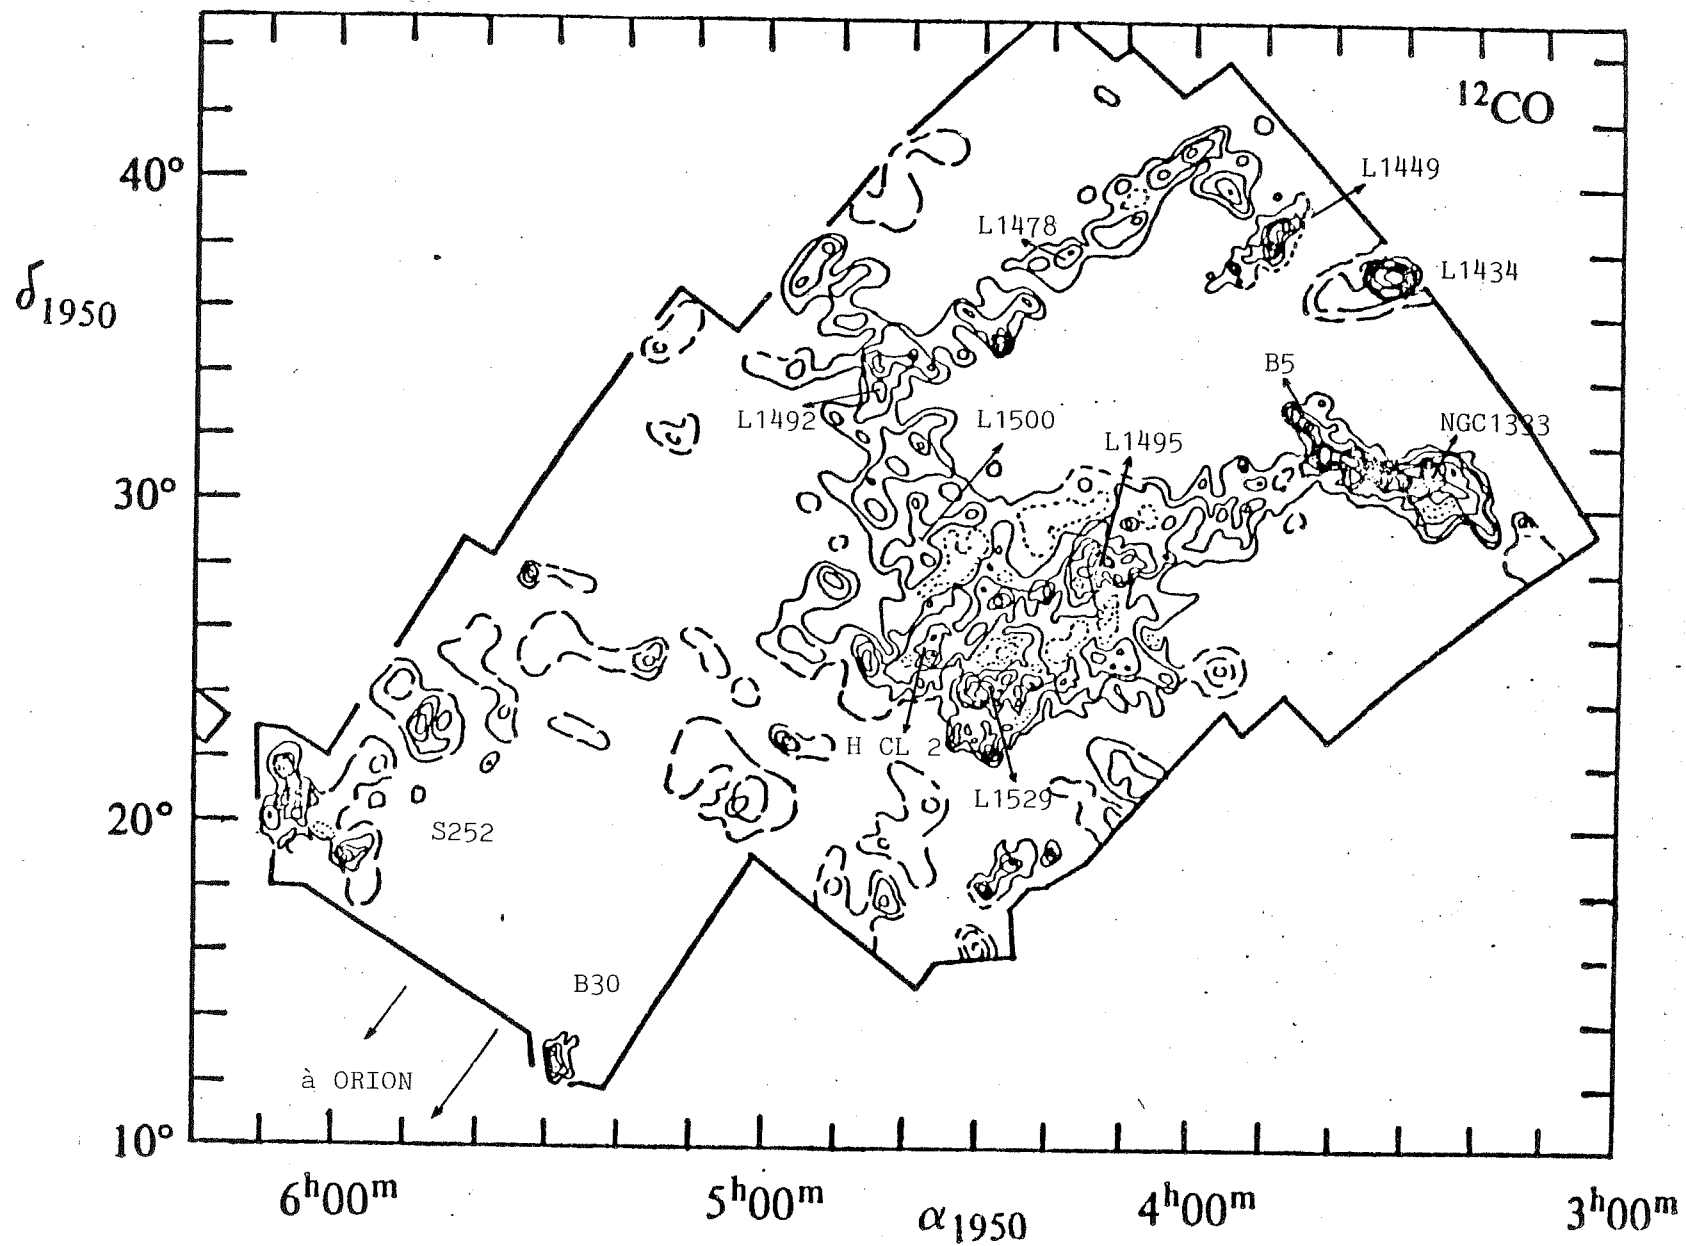 ¹²CO
40°
L1449
L1478
L1434
δ1950
B5
L1492
L1500
L1495
NGC1333
30°
H CL 2
L1529
20°
S252
B30
à ORION
10°
6ʰ00ᵐ
5ʰ00ᵐ
α1950
4ʰ00ᵐ
3ʰ00ᵐ